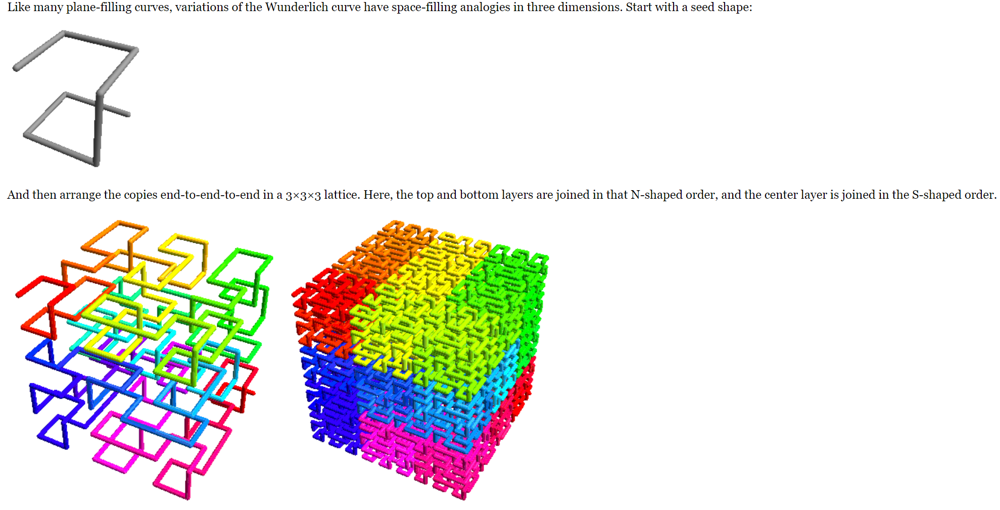 Like many plane-filling curves, variations of the Wunderlich curve have space-filling analogies in three dimensions. Start with a seed shape:
And then arrange the copies end-to-end-to-end in a 3×3×3 lattice. Here, the top and bottom layers are joined in that N-shaped order, and the center layer is joined in the S-shaped order.